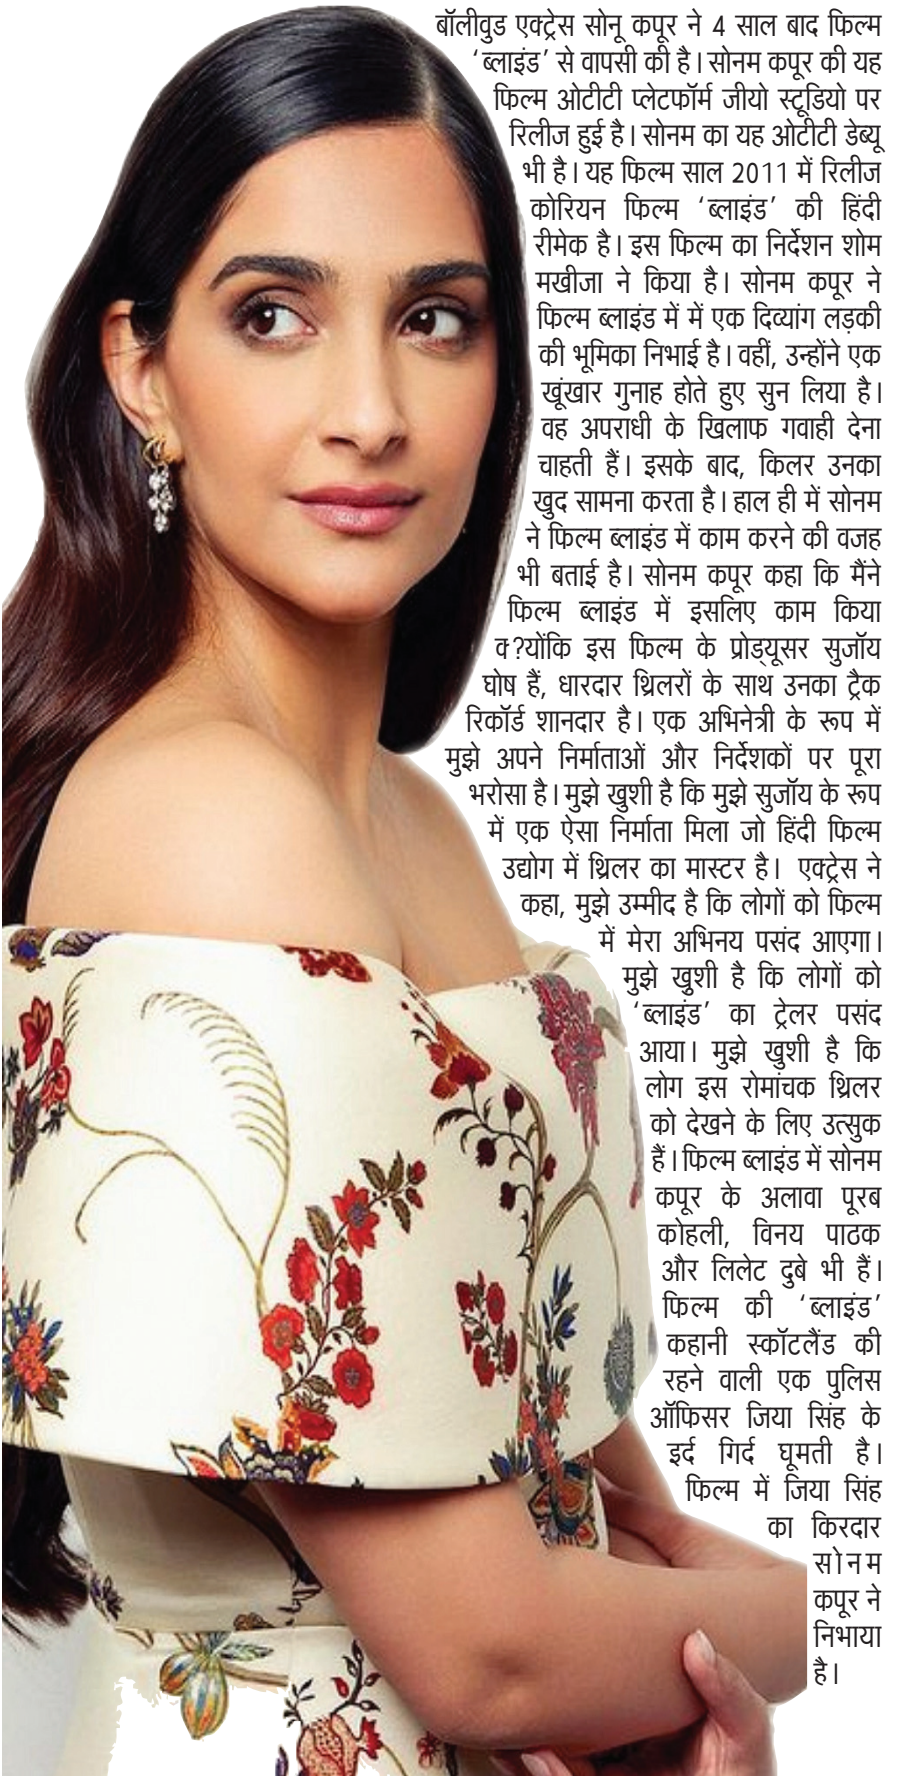 बॉलीवुड एक्ट्रेस सोनू कपूर ने 4 साल बाद फिल्म
‘ब्लाइंड’ से वापसी की है। सोनम कपूर की यह
फिल्म ओटीटी प्लेटफॉर्म जीयो स्टूडियो पर
रिलीज हुई है। सोनम का यह ओटीटी डेब्यू
भी है। यह फिल्म साल 2011 में रिलीज
कोरियन फिल्म ‘ब्लाइंड’ की हिंदी
रीमेक है। इस फिल्म का निर्देशन शोम
मखीजा ने किया है। सोनम कपूर ने
फिल्म ब्लाइंड में में एक दिव्यांग लड़की
की भूमिका निभाई है। वहीं, उन्होंने एक
खूंखार गुनाह होते हुए सुन लिया है।
वह अपराधी के खिलाफ गवाही देना
चाहती हैं। इसके बाद, किलर उनका
खुद सामना करता है। हाल ही में सोनम
ने फिल्म ब्लाइंड में काम करने की वजह
भी बताई है। सोनम कपूर कहा कि मैंने
फिल्म ब्लाइंड में इसलिए काम किया
क?योंकि इस फिल्म के प्रोड्यूसर सुजॉय
घोष हैं, धारदार थ्रिलरों के साथ उनका ट्रैक
रिकॉर्ड शानदार है। एक अभिनेत्री के रूप में
मुझे अपने निर्माताओं और निर्देशकों पर पूरा
भरोसा है। मुझे खुशी है कि मुझे सुजॉय के रूप
में एक ऐसा निर्माता मिला जो हिंदी फिल्म
उद्योग में थ्रिलर का मास्टर है। एक्ट्रेस ने
कहा, मुझे उम्मीद है कि लोगों को फिल्म
में मेरा अभिनय पसंद आएगा।
मुझे खुशी है कि लोगों को
‘ब्लाइंड’ का ट्रेलर पसंद
आया। मुझे खुशी है कि
लोग इस रोमांचक थ्रिलर
को देखने के लिए उत्सुक
हैं। फिल्म ब्लाइंड में सोनम
कपूर के अलावा पूरब
कोहली, विनय पाठक
और लिलेट दुबे भी हैं।
फिल्म की ‘ब्लाइंड’
कहानी स्कॉटलैंड की
रहने वाली एक पुलिस
ऑफिसर जिया सिंह के
इर्द गिर्द घूमती है।
फिल्म में जिया सिंह
का किरदार
सोनम
कपूर ने
निभाया
है।